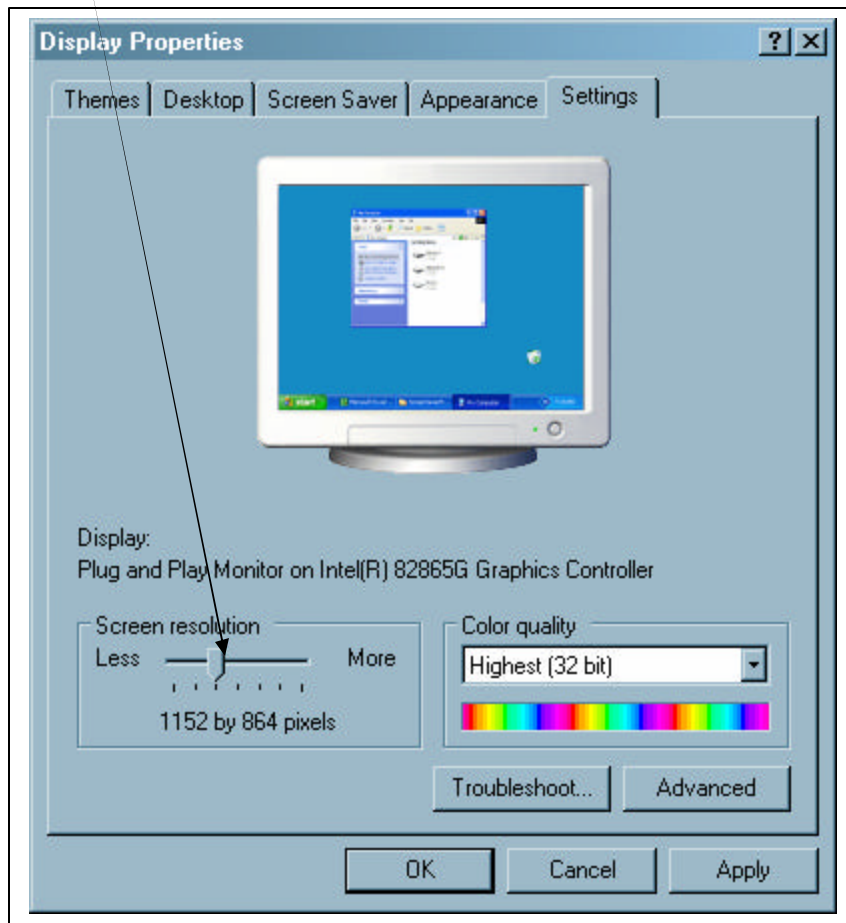 Display Properties
Themes Desktop Screen Saver Appearance Settings
start
Display:
Plug and Play Monitor on Intel(R) 82865G Graphics Controller
Screen resolution
Less More
1152 by 864 pixels
Color quality
Highest (32 bit)
Troubleshoot... Advanced
OK Cancel Apply